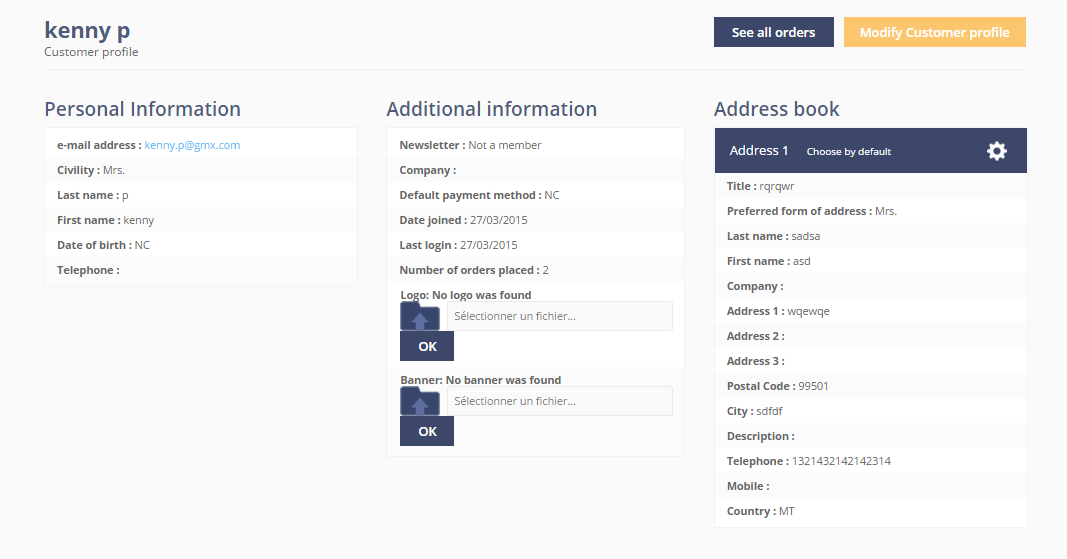 kenny p
Customer profile
See all orders
Modify Customer profile
Personal Information
e-mail address : kenny.p@gmx.com
Civility : Mrs.
Last name : p
First name : kenny
Date of birth : NC
Telephone :
Additional information
Newsletter : Not a member
Company :
Default payment method : NC
Date joined : 27/03/2015
Last login : 27/03/2015
Number of orders placed : 2
Logo: No logo was found
Sélectionner un fichier...
OK
Banner: No banner was found
Sélectionner un fichier...
OK
Address book
Address 1 Choose by default
Title : rqrqwr
Preferred form of address : Mrs.
Last name : sadsa
First name : asd
Company :
Address 1 : wqewqe
Address 2 :
Address 3 :
Postal Code : 99501
City : sdfdf
Description :
Telephone : 1321432142142314
Mobile :
Country : MT